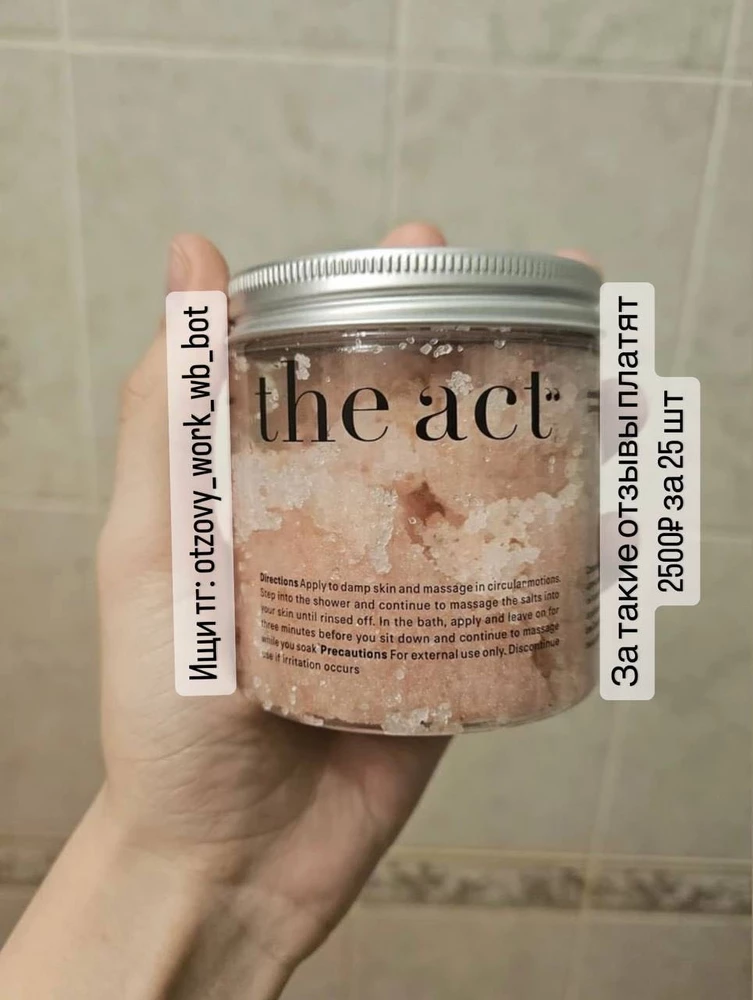 Ищи тг: otzovy_work_wb_bot
the act
Directions Apply to damp skin and massage in circular motions.
Step into the shower and continue to massage the salts into
your skin until rinsed off. In the bath, apply and leave on for
three minutes before you sit down and continue to massage
while you soak Precautions For external use only. Discontinue
use if irritation occurs
За такие отзывы платят
2500₽ за 25 шт